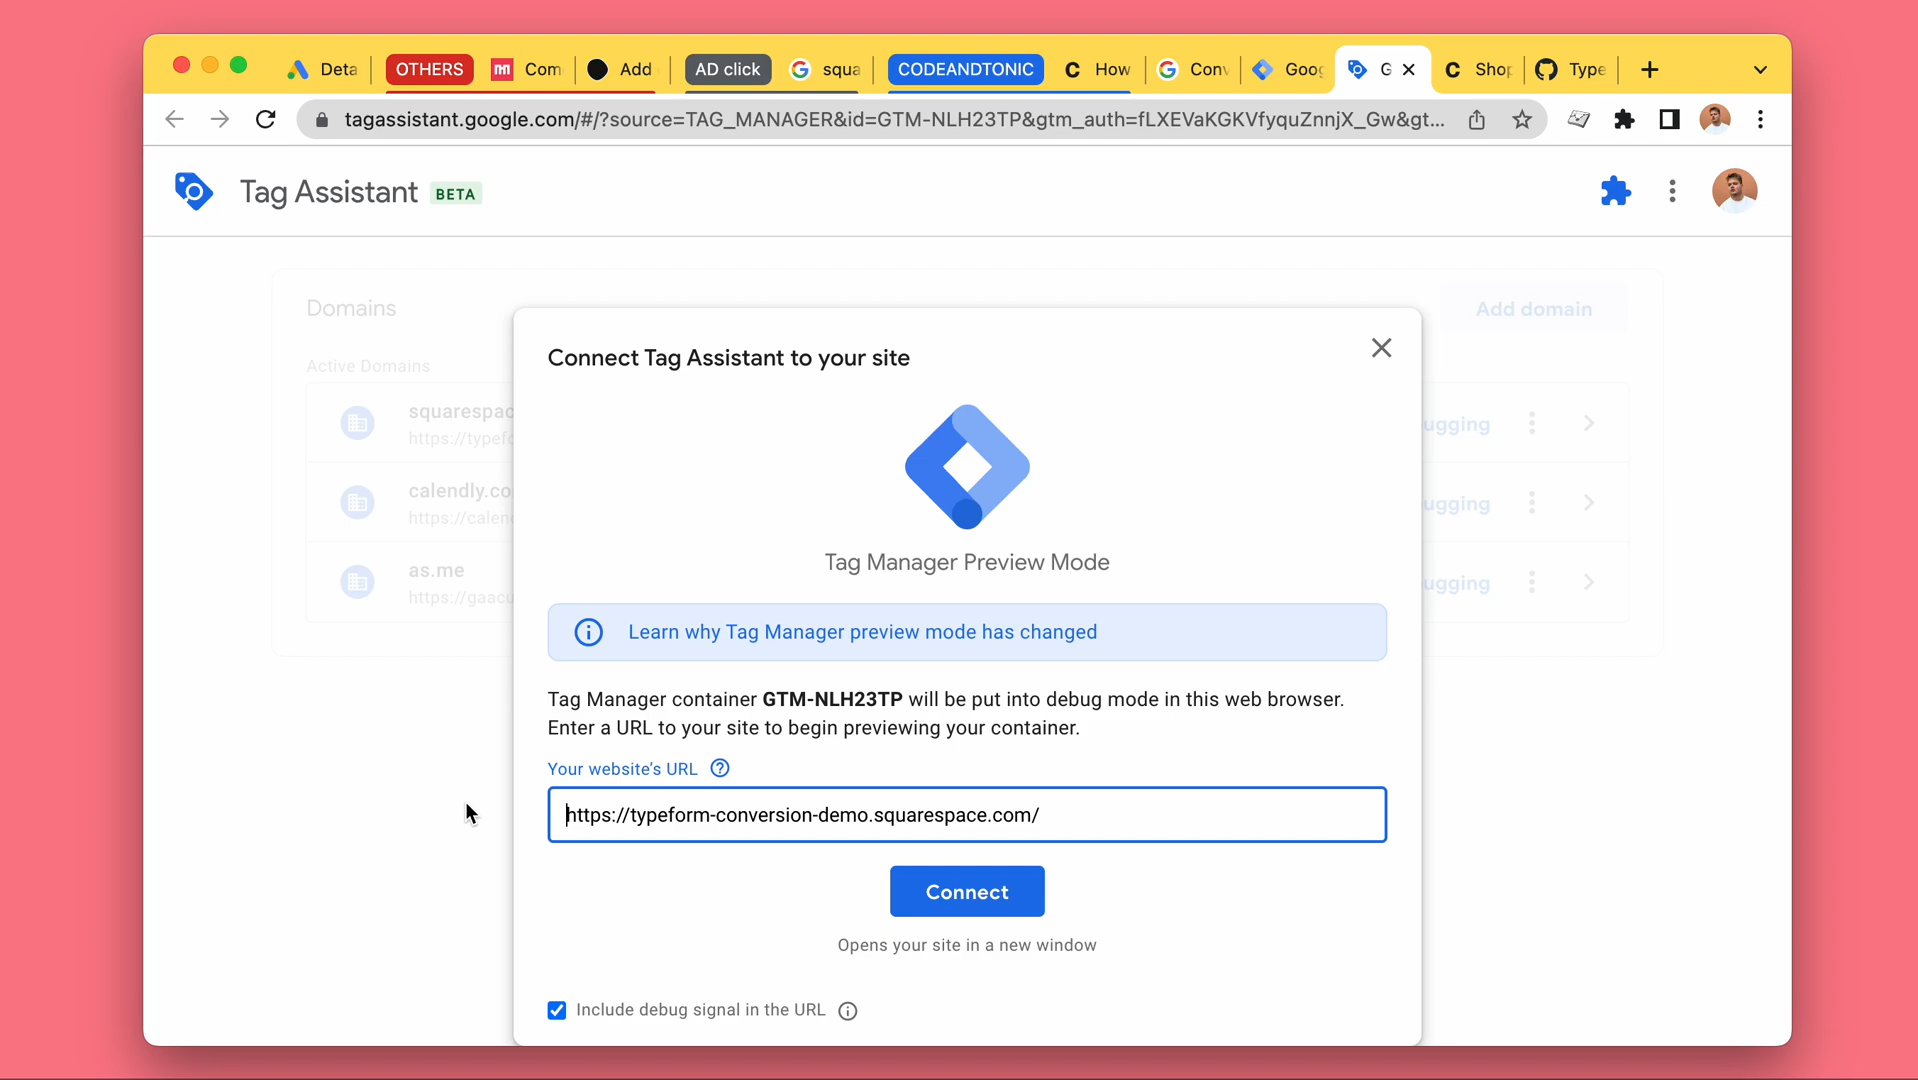 Deta
OTHERS
Com
Add
AD click
squa
CODEANDTONIC
How
Conv
Goog
G
Shop
Type
tagassistant.google.com/#/?source=TAG_MANAGER&id=GTM-NLH23TP&gtm_auth=fLXEVaKGKVfyquZnnjX_Gw&gt...
Tag Assistant BETA
Domains
Add domain
Active Domains
squarespac
https://typefo
ugging
calendly.co
https://calend
ugging
as.me
https://gaacu
ugging
Connect Tag Assistant to your site
Tag Manager Preview Mode
Learn why Tag Manager preview mode has changed
Tag Manager container GTM-NLH23TP will be put into debug mode in this web browser.
Enter a URL to your site to begin previewing your container.
Your website's URL
https://typeform-conversion-demo.squarespace.com/
Connect
Opens your site in a new window
Include debug signal in the URL